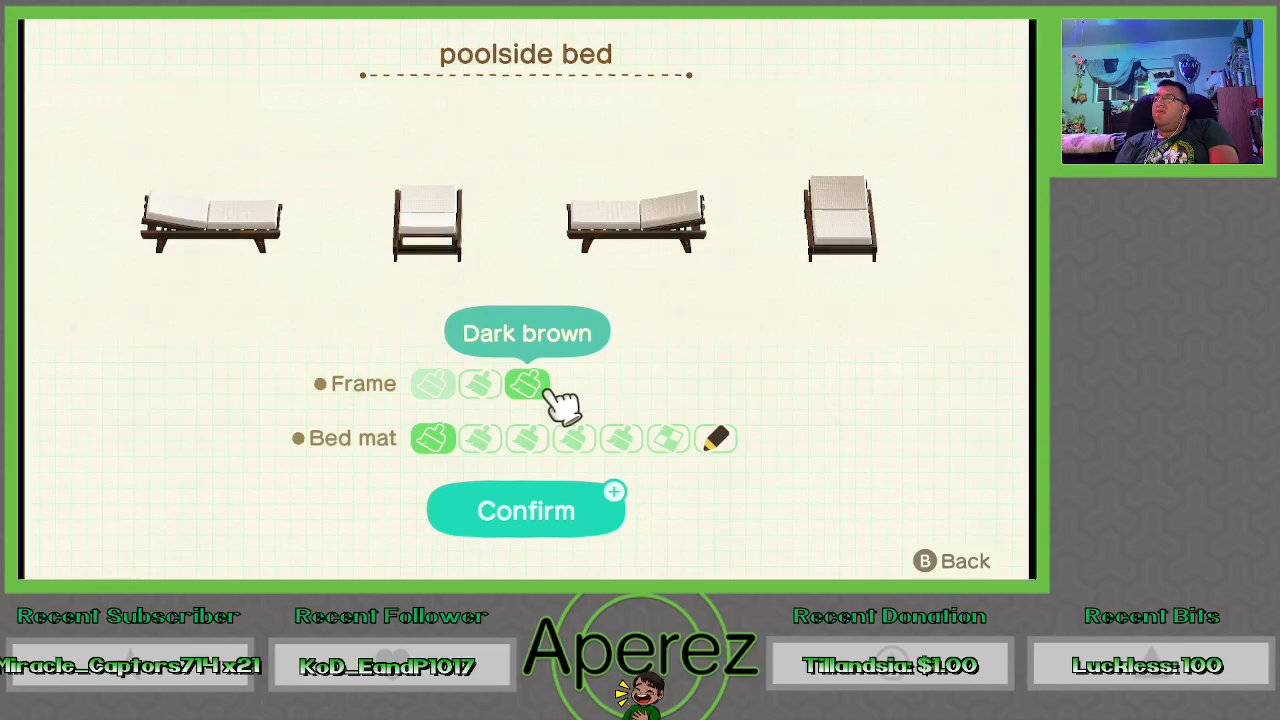 poolside bed
Dark brown
Frame
Bed mat
Confirm
B Back
Recent Subscriber
Miracle_Captors714 x21
Recent Follower
KoD_EandP1017
Aperez
Recent Donation
Tillandsia: $1.00
Recent Bits
Luckless: 100